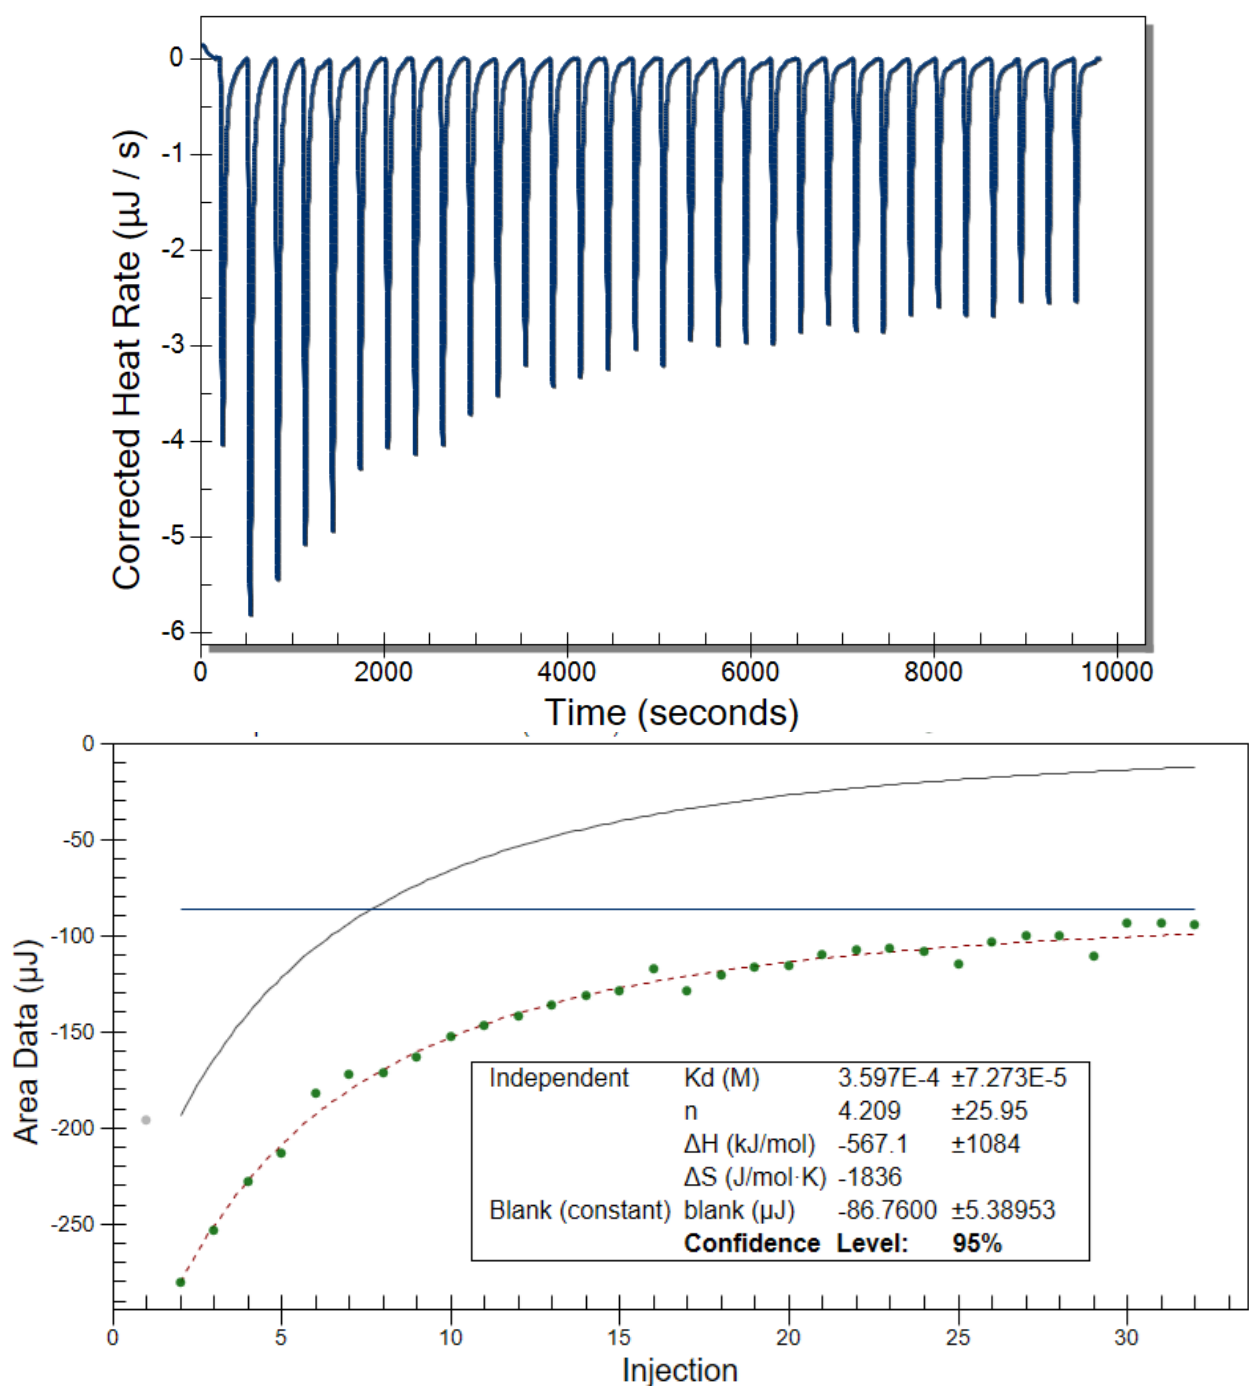 0
-1
-2
-3
-4
-5
-6
Corrected Heat Rate (µJ / s)
0 2000 4000 6000 8000 10000
Time (seconds)
0
-50
-100
-150
-200
-250
Area Data (µJ)
Independent Kd (M) 3.597E-4 ±7.273E-5
n 4.209 ±25.95
ΔH (kJ/mol) -567.1 ±1084
ΔS (J/mol·K) -1836
Blank (constant) blank (µJ) -86.7600 ±5.38953
Confidence Level: 95%
0 5 10 15 20 25 30
Injection